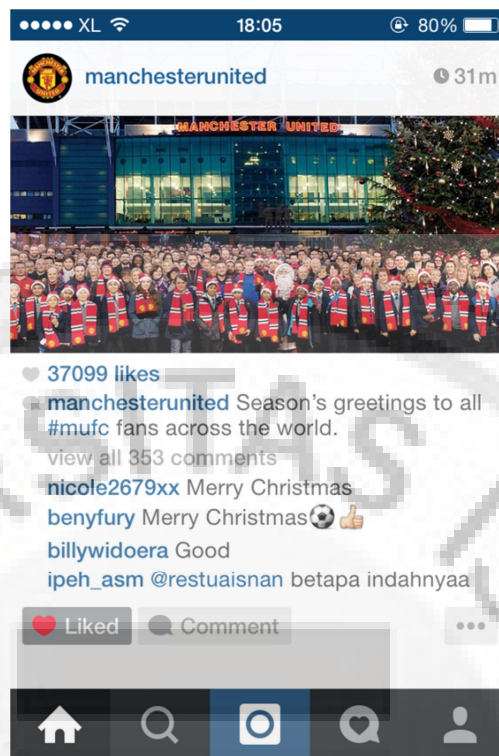 XL 18:05 80%
manchesterunited 31m
MANCHESTER UNITED
37099 likes
manchesterunited Season's greetings to all
#mufc fans across the world.
view all 353 comments
nicole2679xx Merry Christmas
benyfury Merry Christmas⚽👍
billywidoera Good
ipeh_asm @restuaisnan betapa indahnyaa
Liked Comment